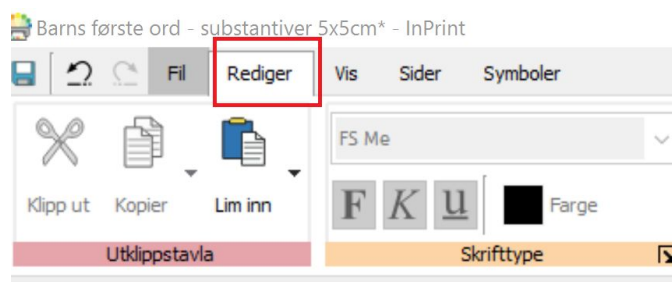 Barns første ord - substantiver 5x5cm* - InPrint
Fil Rediger Vis Sider Symboler
FS Me
Klipp ut Kopier Lim inn
F K u Farge
Utklippstavla Skrifttype